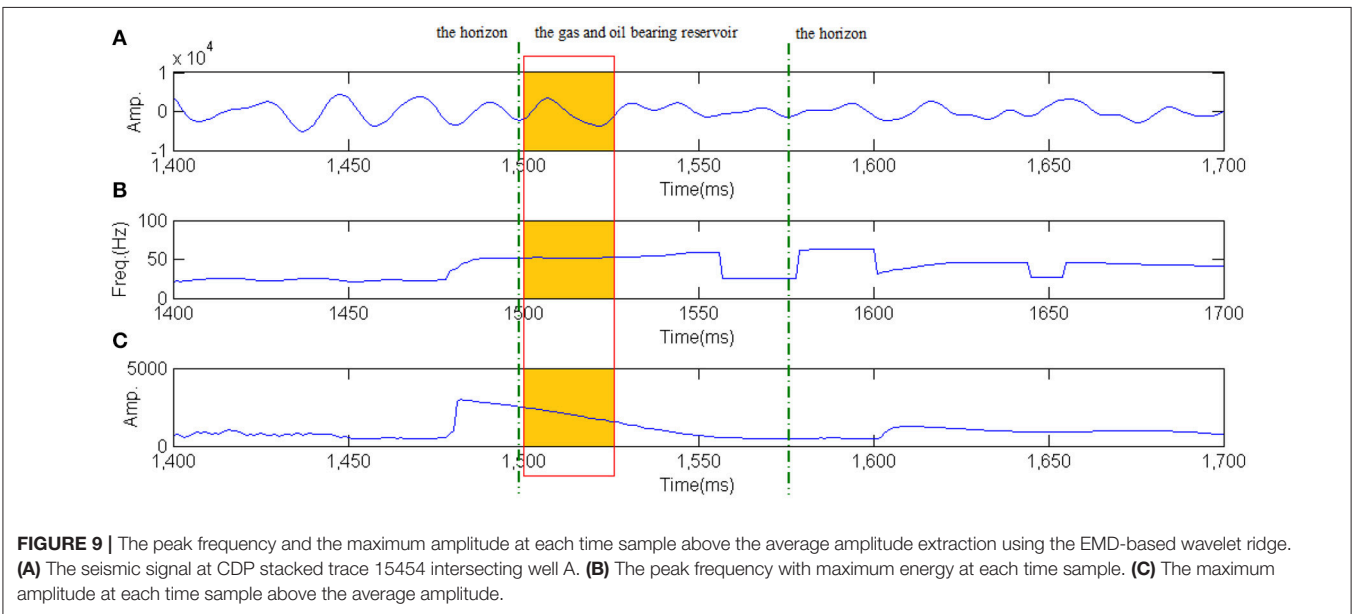 the horizon the gas and oil bearing reservoir the horizon
A
× 10⁴
1
0
-1
Amp.
1,400 1,450 1,500 1,550 1,600 1,650 1,700
Time(ms)
B
100
50
0
Freq.(Hz)
1400 1450 1500 1550 1600 1650 1700
Time(ms)
C
5000
0
Amp.
1,400 1,450 1,500 1,550 1,600 1,650 1,700
Time(ms)
FIGURE 9 | The peak frequency and the maximum amplitude at each time sample above the average amplitude extraction using the EMD-based wavelet ridge.
(A) The seismic signal at CDP stacked trace 15454 intersecting well A. (B) The peak frequency with maximum energy at each time sample. (C) The maximum
amplitude at each time sample above the average amplitude.